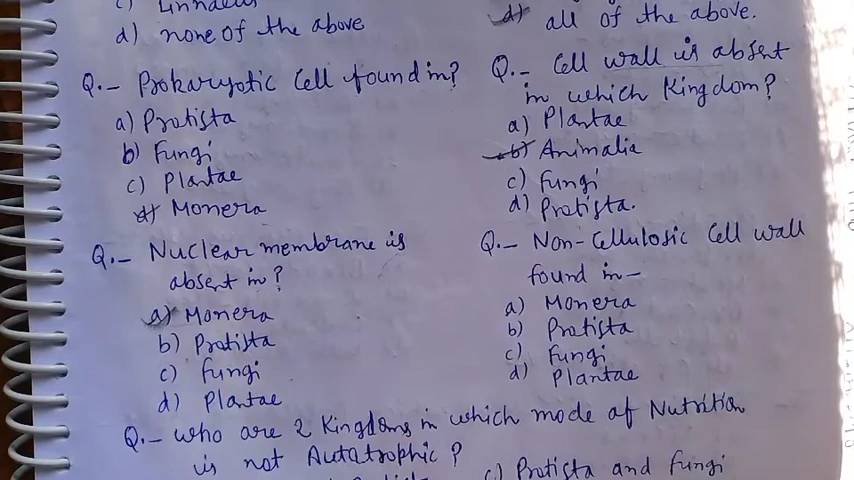 c) Linnaeus
d) none of the above
Q.- Prokaryotic Cell found in?
a) Protista
b) Fungi
c) Plantae
d) Monera
Q.- Nuclear membrane is
absent in?
a) Monera
b) Protista
c) Fungi
d) Plantae
d) all of the above.
Q.- Cell wall is absent
in which Kingdom?
a) Plantae
b) Animalia
c) Fungi
d) Protista.
Q.- Non-Cellulosic Cell wall
found in-
a) Monera
b) Protista
c) Fungi
d) Plantae
Q.- who are 2 Kingdoms in which mode of Nutrition
is not Autotrophic?
c) Protista and Fungi